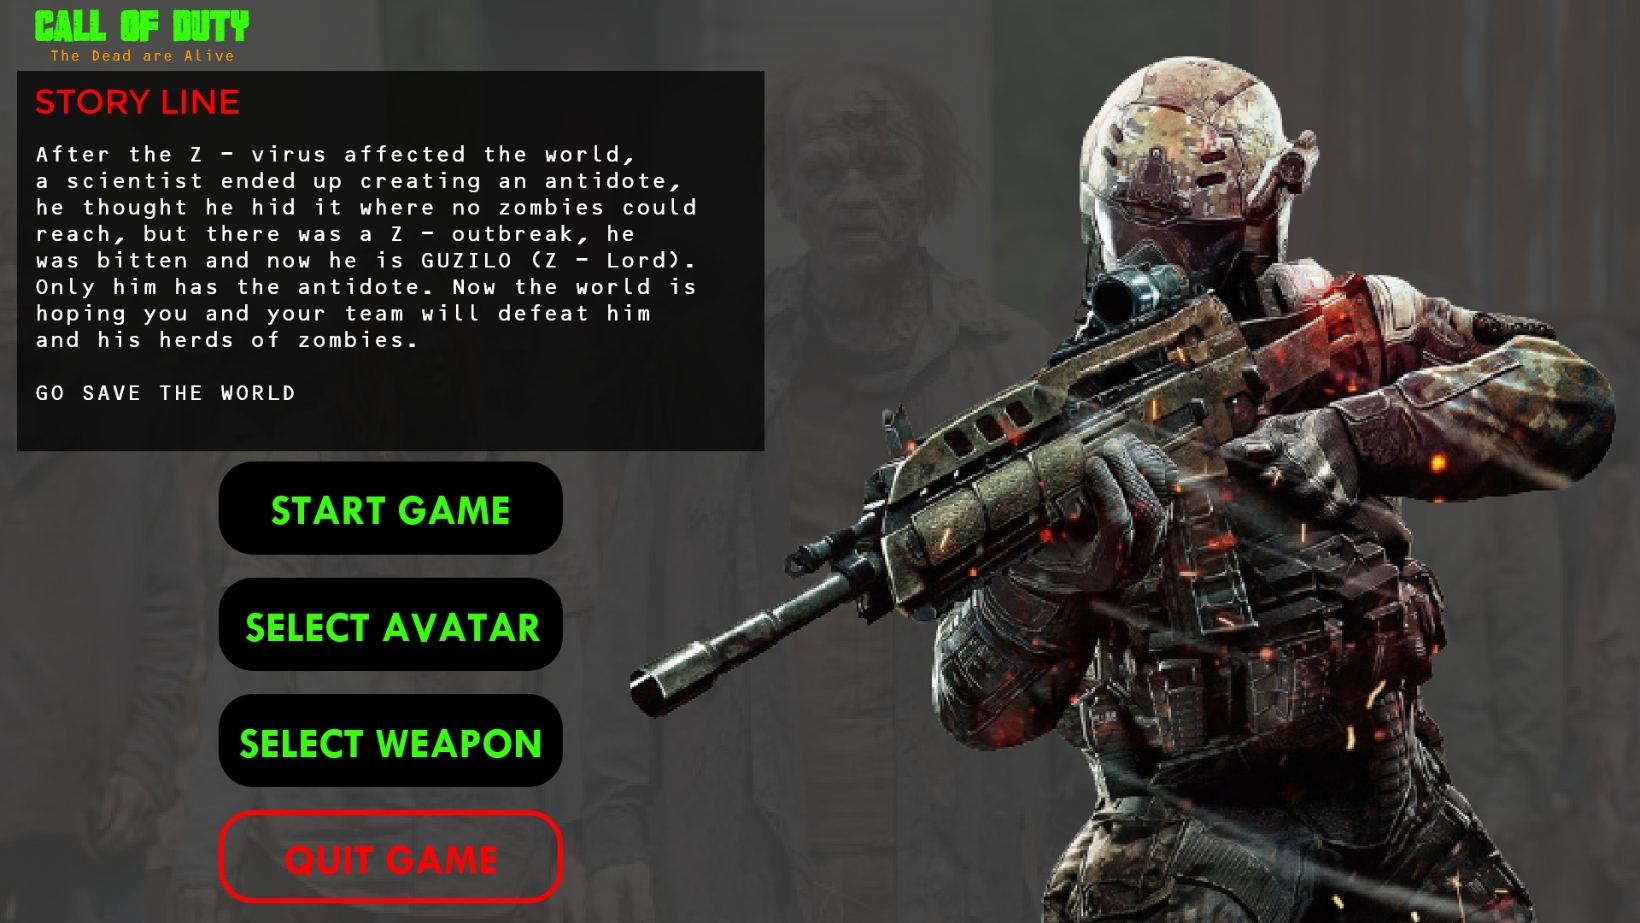 CALL OF DUTY
The Dead are Alive
STORY LINE
After the Z - virus affected the world,
a scientist ended up creating an antidote,
he thought he hid it where no zombies could
reach, but there was a Z - outbreak, he
was bitten and now he is GUZILO (Z - Lord).
Only him has the antidote. Now the world is
hoping you and your team will defeat him
and his herds of zombies.
GO SAVE THE WORLD
START GAME
SELECT AVATAR
SELECT WEAPON
QUIT GAME